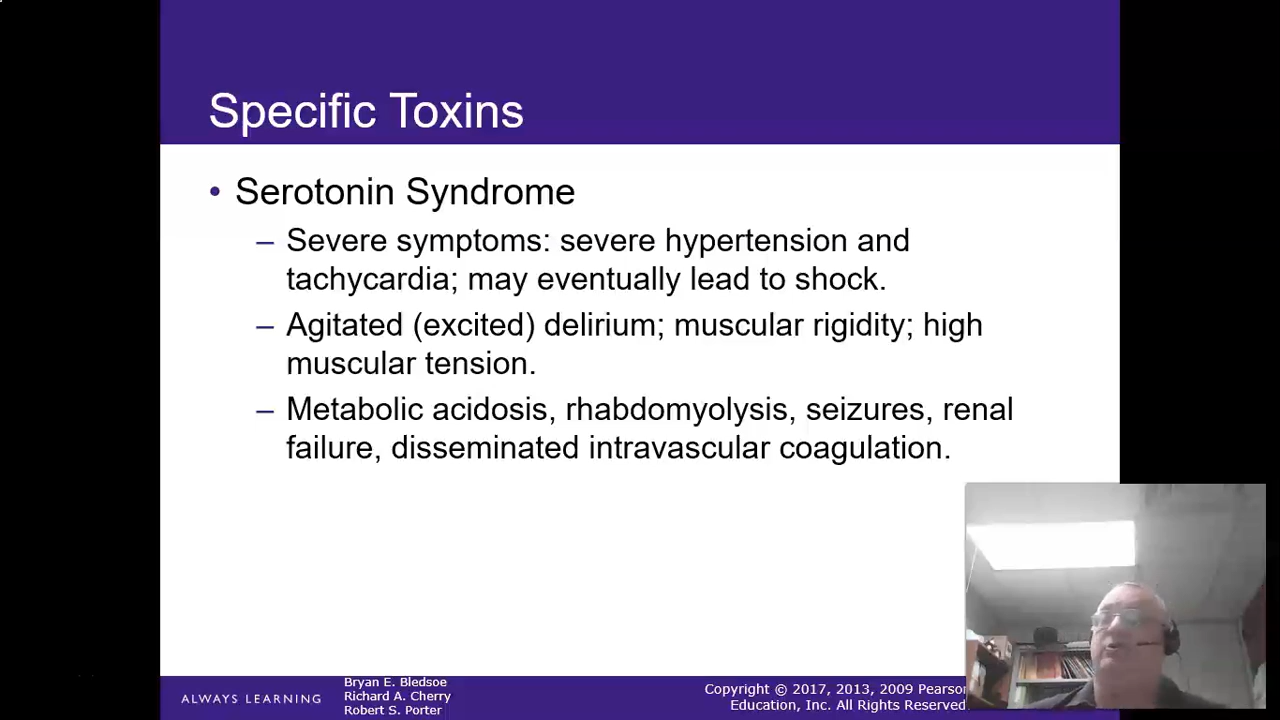 Specific Toxins
• Serotonin Syndrome
– Severe symptoms: severe hypertension and
tachycardia; may eventually lead to shock.
– Agitated (excited) delirium; muscular rigidity; high
muscular tension.
– Metabolic acidosis, rhabdomyolysis, seizures, renal
failure, disseminated intravascular coagulation.
ALWAYS LEARNING
Bryan E. Bledsoe
Richard A. Cherry
Robert S. Porter
Copyright © 2017, 2013, 2009 Pearson
Education, Inc. All Rights Reserved